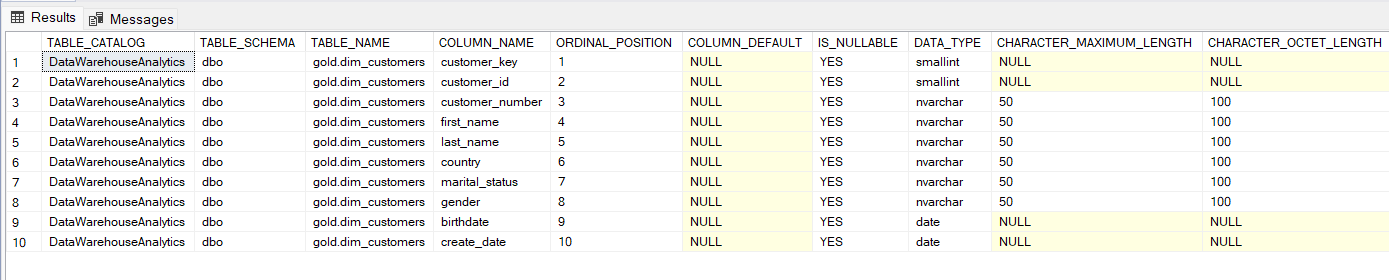 Results Messages
TABLE_CATALOG TABLE_SCHEMA TABLE_NAME COLUMN_NAME ORDINAL_POSITION COLUMN_DEFAULT IS_NULLABLE DATA_TYPE CHARACTER_MAXIMUM_LENGTH CHARACTER_OCTET_LENGTH
1 DataWarehouseAnalytics dbo gold.dim_customers customer_key 1 NULL YES smallint NULL NULL
2 DataWarehouseAnalytics dbo gold.dim_customers customer_id 2 NULL YES smallint NULL NULL
3 DataWarehouseAnalytics dbo gold.dim_customers customer_number 3 NULL YES nvarchar 50 100
4 DataWarehouseAnalytics dbo gold.dim_customers first_name 4 NULL YES nvarchar 50 100
5 DataWarehouseAnalytics dbo gold.dim_customers last_name 5 NULL YES nvarchar 50 100
6 DataWarehouseAnalytics dbo gold.dim_customers country 6 NULL YES nvarchar 50 100
7 DataWarehouseAnalytics dbo gold.dim_customers marital_status 7 NULL YES nvarchar 50 100
8 DataWarehouseAnalytics dbo gold.dim_customers gender 8 NULL YES nvarchar 50 100
9 DataWarehouseAnalytics dbo gold.dim_customers birthdate 9 NULL YES date NULL NULL
10 DataWarehouseAnalytics dbo gold.dim_customers create_date 10 NULL YES date NULL NULL